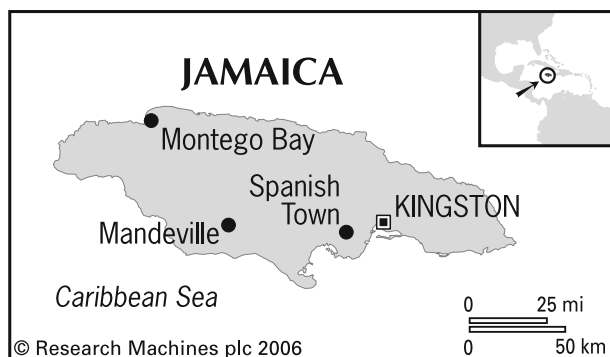 JAMAICA
Montego Bay
Spanish
Town
KINGSTON
Mandeville
Caribbean Sea
0 25 mi
0 50 km
© Research Machines plc 2006